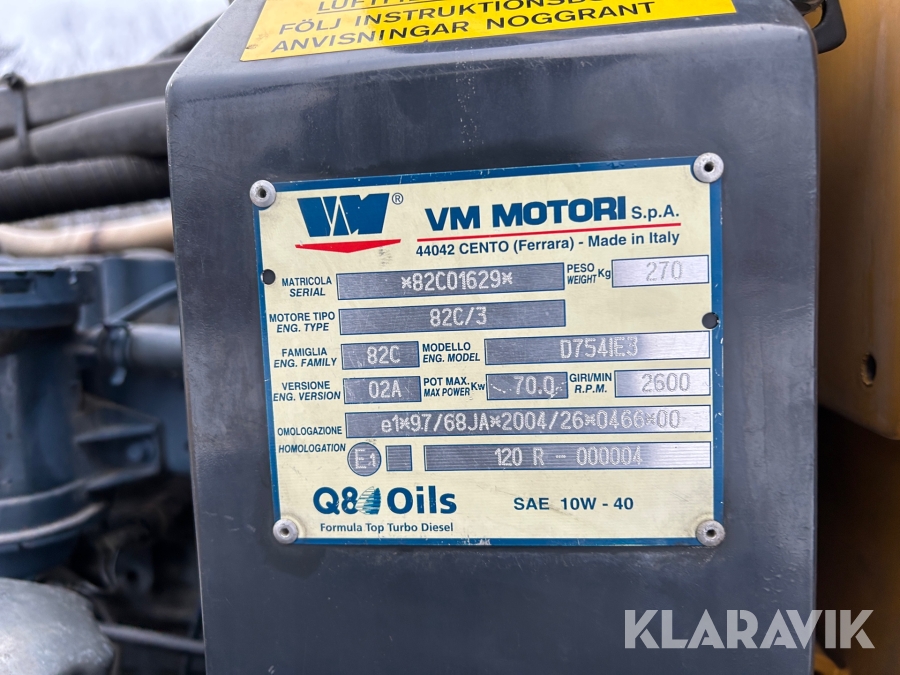 FÖLJ INSTRUKTIONSBO
ANVISNINGAR NOGGRANT
VM ® VM MOTORI S.p.A.
44042 CENTO (Ferrara) - Made in Italy
MATRICOLA SERIAL *82C01629* PESO WEIGHT Kg 270
MOTORE TIPO ENG. TYPE 82C/3
FAMIGLIA ENG. FAMILY 82C MODELLO ENG. MODEL D754IE3
VERSIONE ENG. VERSION 02A POT MAX. MAX POWER Kw 70.0 GIRI/MIN R.P.M. 2600
OMOLOGAZIONE HOMOLOGATION e1*97/68JA*2004/26*0466*00
E1 120 R - 000004
Q8 Oils SAE 10W - 40
Formula Top Turbo Diesel
KLARAVIK